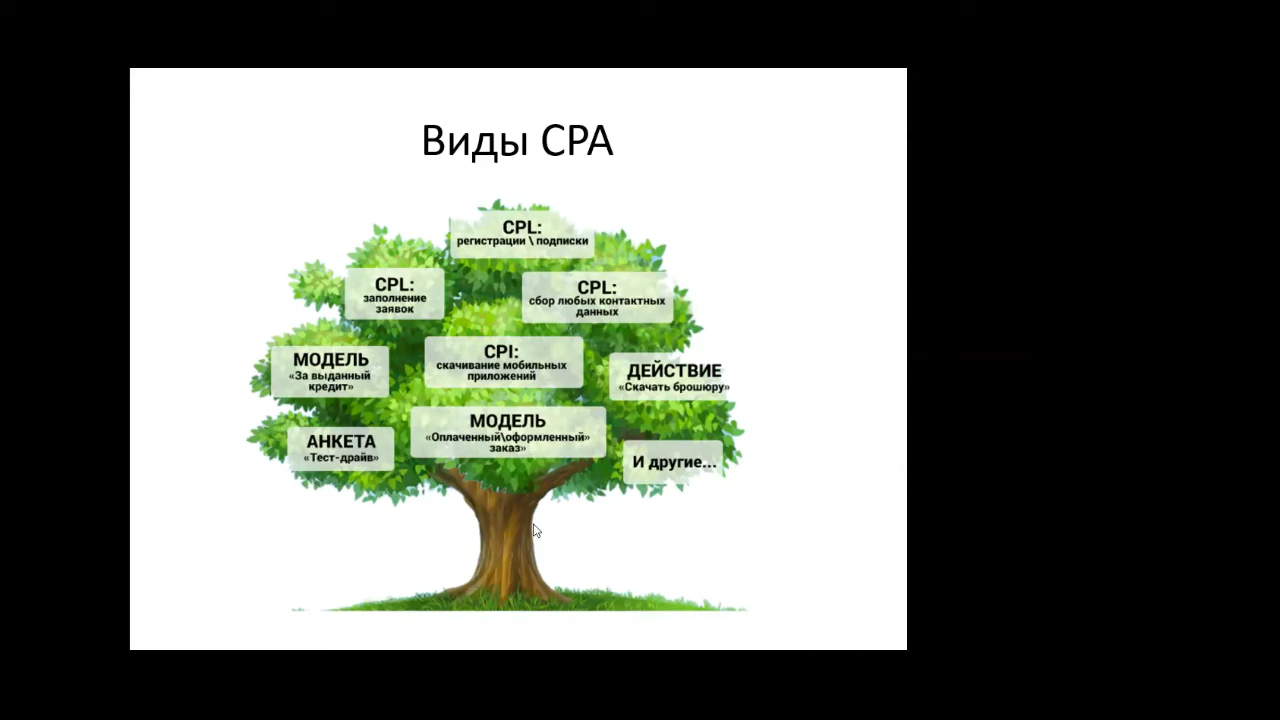 Виды CPA
CPL:
регистрации \ подписки
CPL:
заполнение
заявок
CPL:
сбор любых контактных
данных
МОДЕЛЬ
«За выданный
кредит»
CPI:
скачивание мобильных
приложений
ДЕЙСТВИЕ
«Скачать брошюру»
АНКЕТА
«Тест-драйв»
МОДЕЛЬ
«Оплаченный\оформленный»
заказ»
И другие...